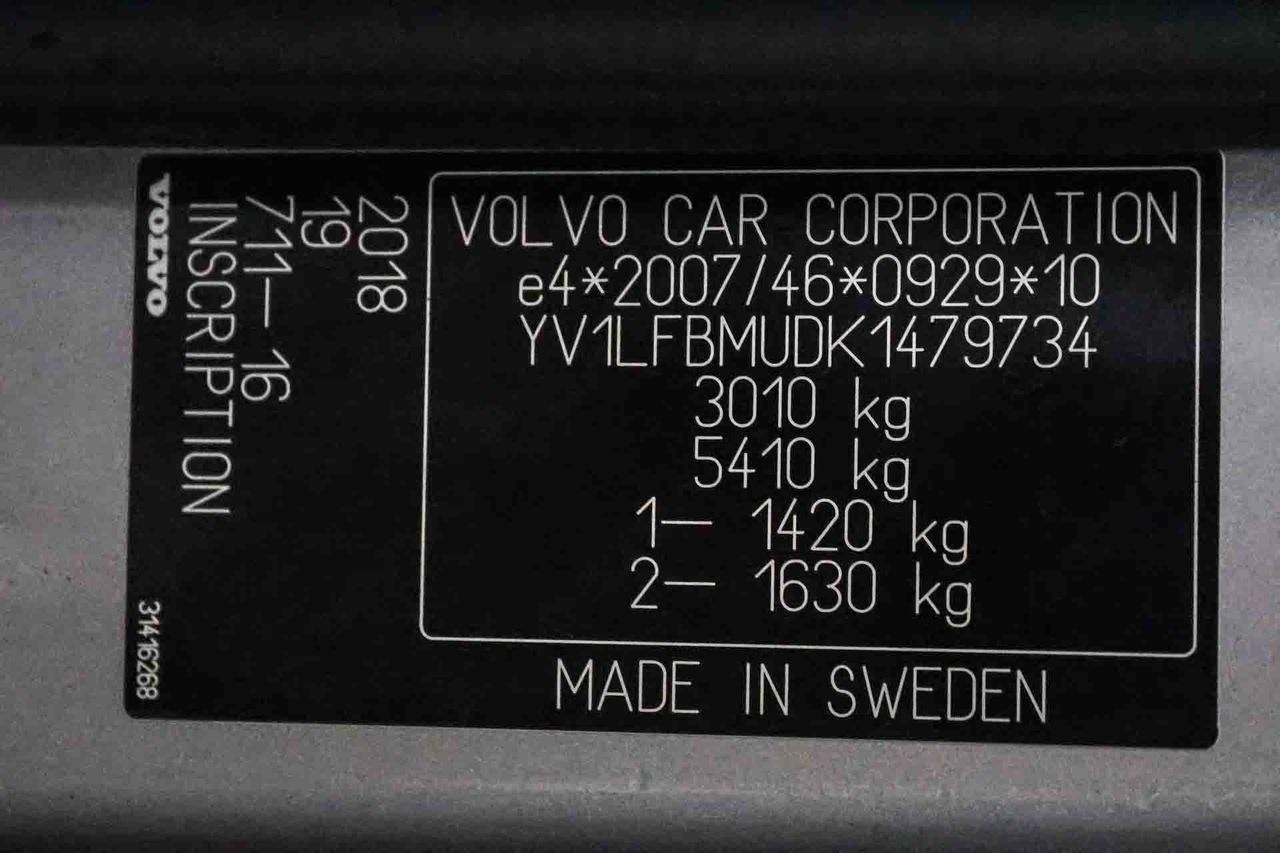 VOLVO CAR CORPORATION
e4*2007/46*0929*10
YV1LFBMUDK1479734
3010 kg
5410 kg
1— 1420 kg
2— 1630 kg
MADE IN SWEDEN
2018
19
711—16
INSCRIPTION
VOLVO
31416268